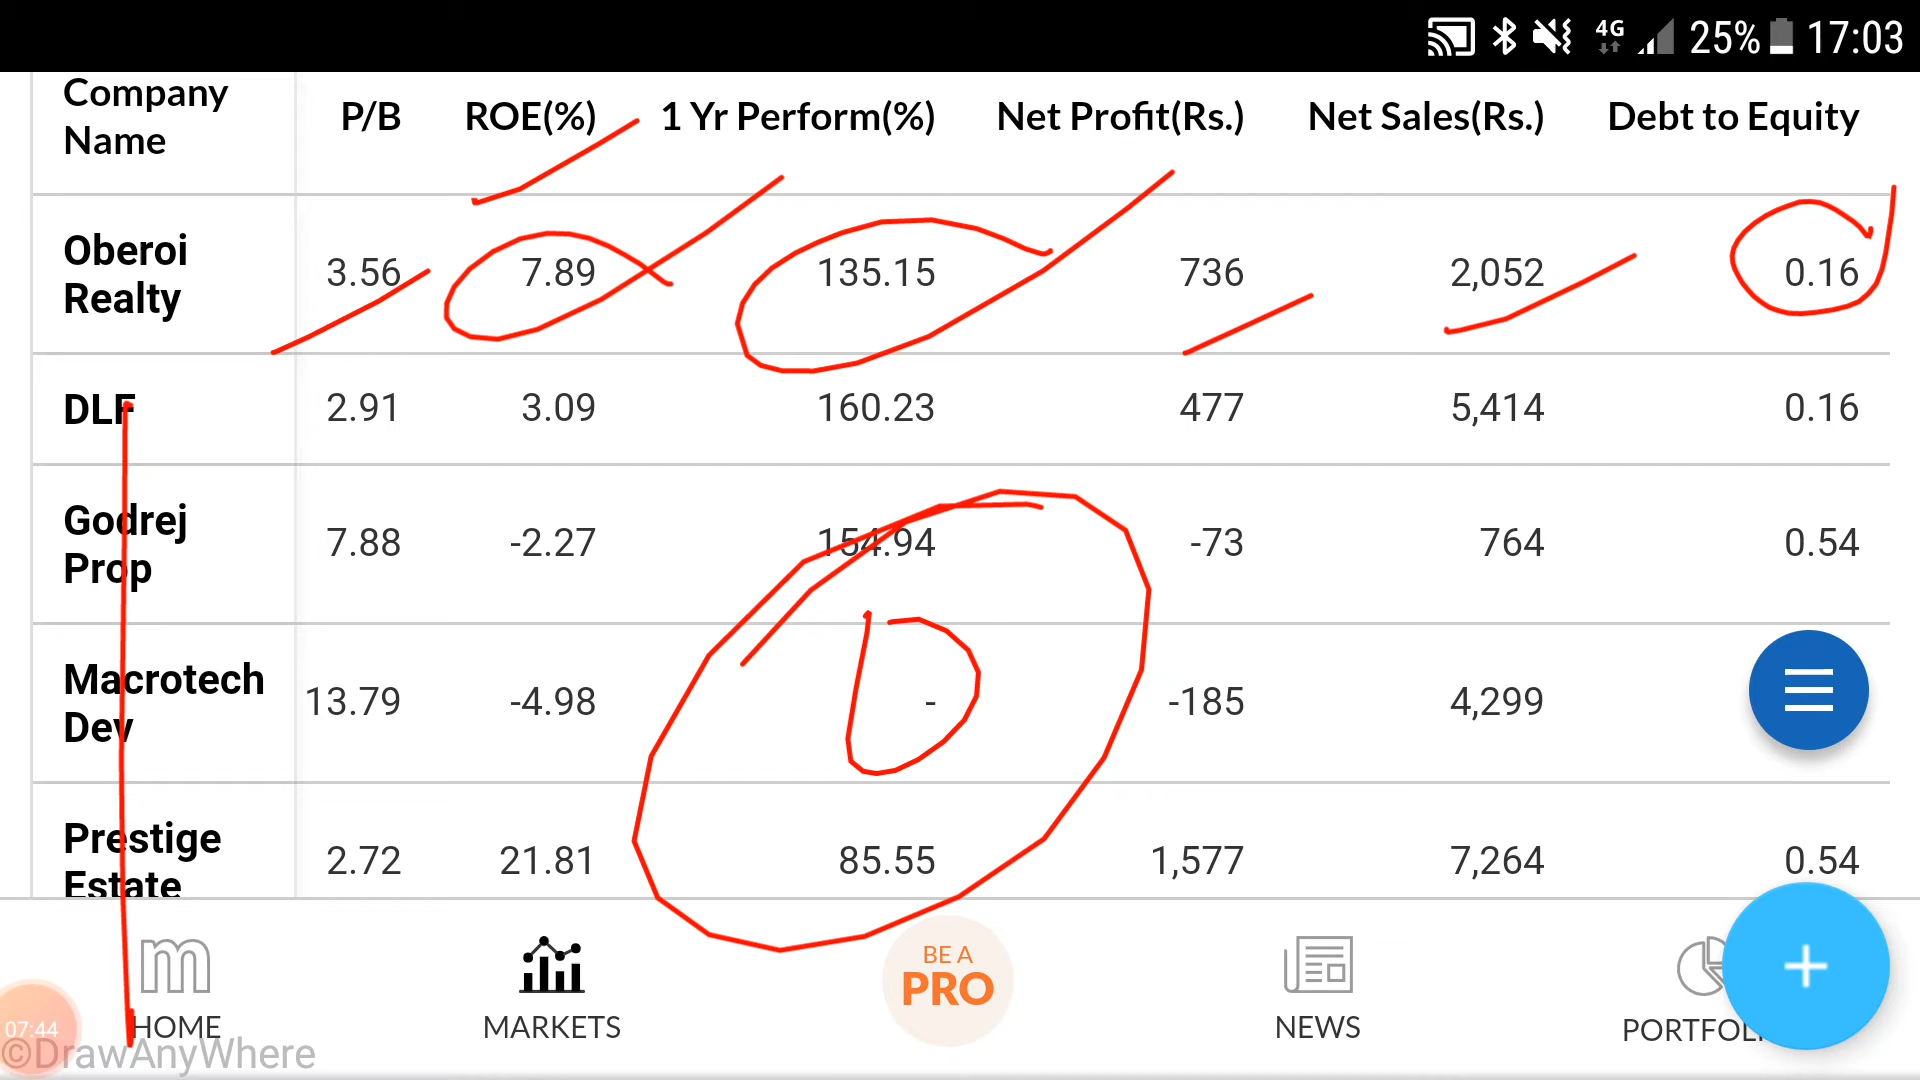 4G 25% 17:03
Company Name P/B ROE(%) 1 Yr Perform(%) Net Profit(Rs.) Net Sales(Rs.) Debt to Equity
Oberoi Realty 3.56 7.89 135.15 736 2,052 0.16
DLF 2.91 3.09 160.23 477 5,414 0.16
Godrej Prop 7.88 -2.27 154.94 -73 764 0.54
Macrotech Dev 13.79 -4.98 - -185 4,299
Prestige Estate 2.72 21.81 85.55 1,577 7,264 0.54
m
BE A
PRO
HOME MARKETS NEWS
07:44
©DrawAnyWhere